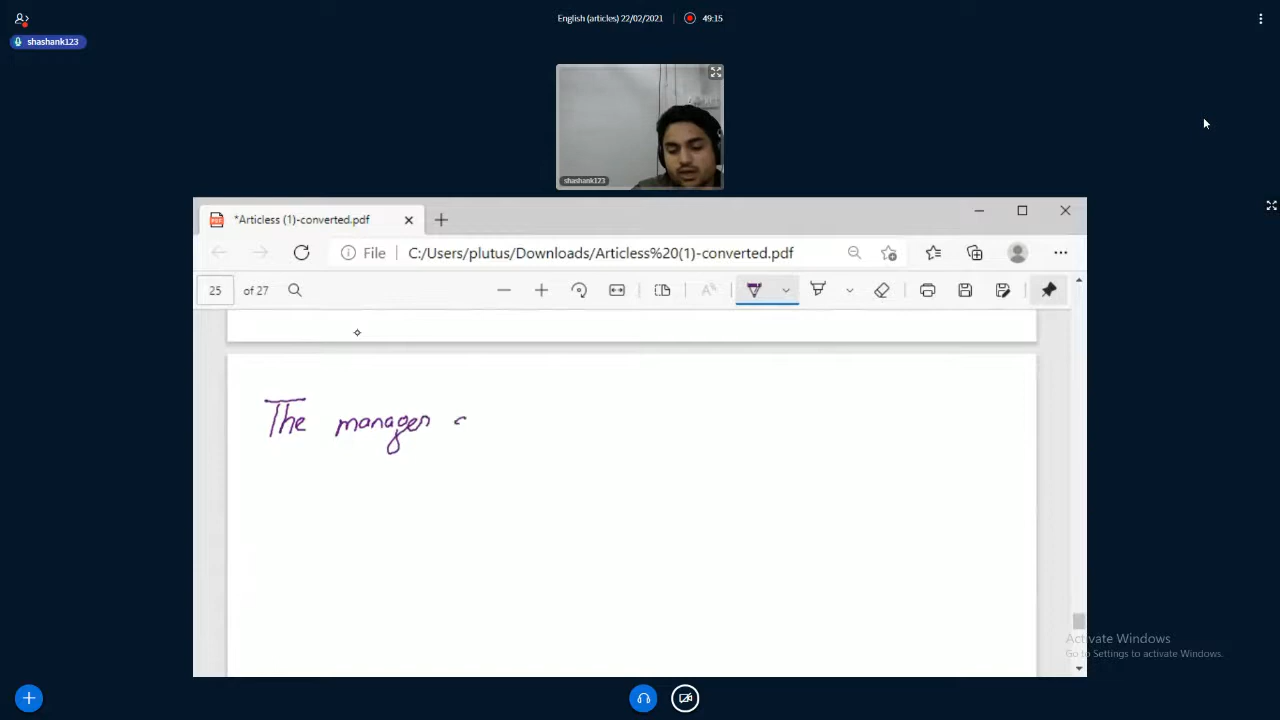 English (articles) 22/02/2021 49:15
shashank123
shashank123
*Articless (1)-converted.pdf
File C:/Users/plutus/Downloads/Articless%20(1)-converted.pdf
25 of 27
The manager
Activate Windows
Go to Settings to activate Windows.